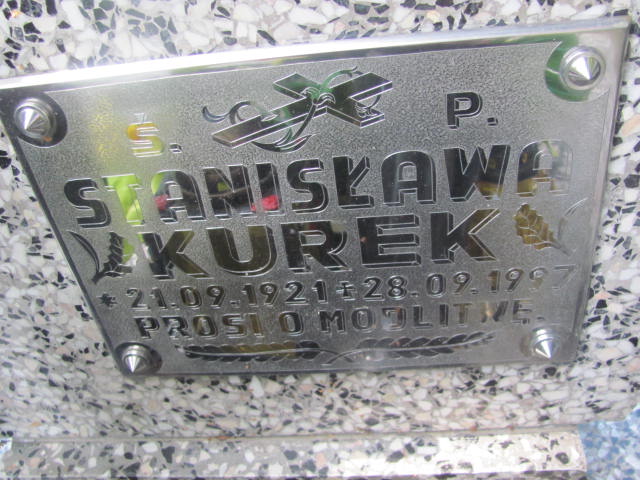 Ś. P.
STANISŁAWA
KUREK
* 21.09.1921 ‡ 28.09.1997
PROSI O MODLITWĘ.